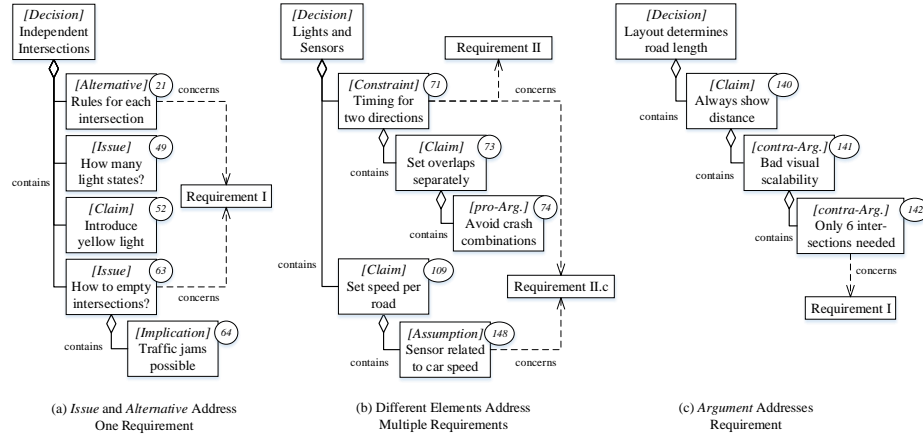 [Decision]
Independent
Intersections
[Alternative]
21
Rules for each
intersection
concerns
[Issue]
49
How many
light states?
contains
Requirement I
[Claim]
52
Introduce
yellow light
[Issue]
63
How to empty
intersections?
concerns
[Implication]
64
Traffic jams
possible
contains
(a) Issue and Alternative Address
One Requirement
[Decision]
Lights and
Sensors
Requirement II
[Constraint]
71
Timing for
two directions
concerns
[Claim]
73
Set overlaps
separately
contains
[pro-Arg.]
74
Avoid crash
combinations
contains
contains
[Claim]
109
Set speed per
road
Requirement II.c
[Assumption]
148
Sensor related
to car speed
contains
concerns
(b) Different Elements Address
Multiple Requirements
[Decision]
Layout determines
road length
[Claim]
140
Always show
distance
contains
[contra-Arg.]
141
Bad visual
scalability
contains
[contra-Arg.]
142
Only 6 inter-
sections needed
contains
concerns
Requirement I
(c) Argument Addresses
Requirement